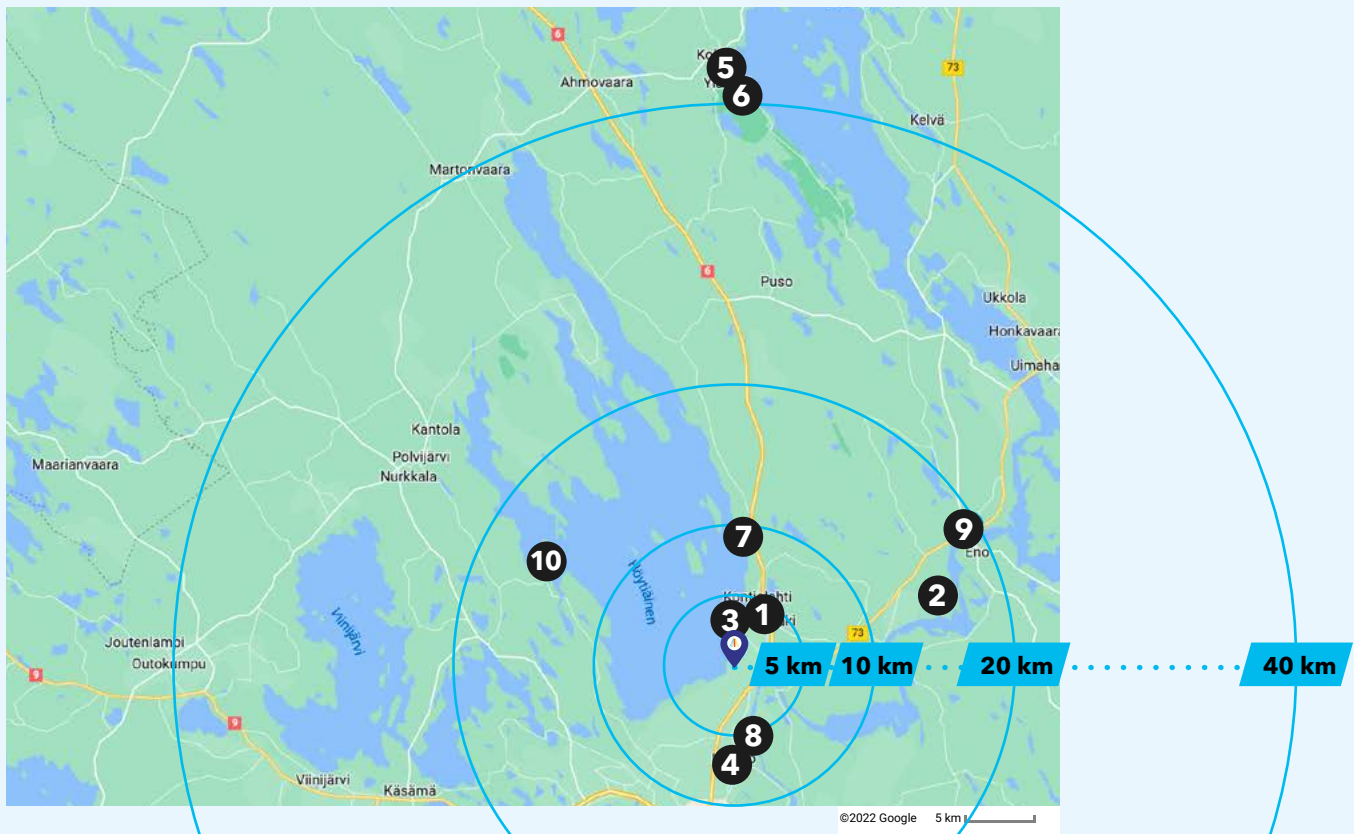 6
73
5
Ahmovaara
6
Kelvä
Martonvaara
6
Puso
Ukkola
Honkavaara
Uimaha
Kantola
Polvijärvi
Maarianvaara
Nurkkala
7
9
Eno
10
Höytiäinen
2
3
1
73
Viinijärvi
Joutenlampi
Outokumpu
5 km
10 km
20 km
40 km
9
9
8
4
Viinijärvi
Käsämä
©2022 Google 5 km